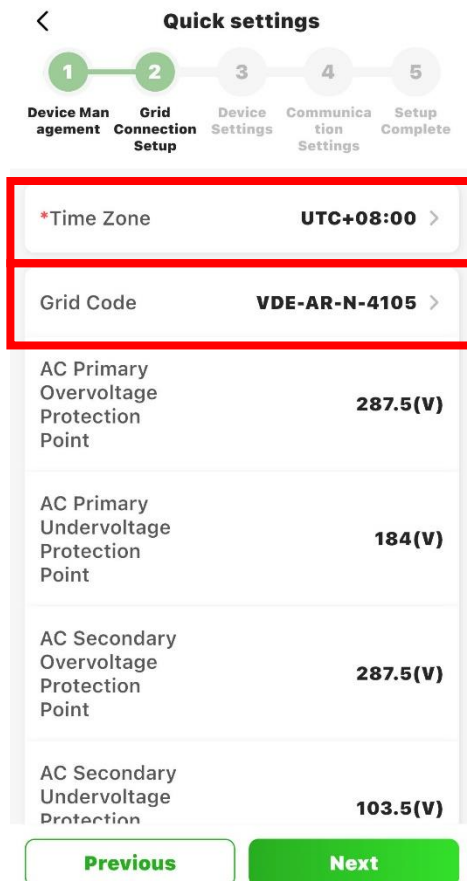 Quick settings
1 2 3 4 5
Device Man Grid Device Communica Setup
agement Connection Settings tion Complete
Setup Settings
*Time Zone UTC+08:00
Grid Code VDE-AR-N-4105
AC Primary
Overvoltage
Protection
Point
287.5(V)
AC Primary
Undervoltage
Protection
Point
184(V)
AC Secondary
Overvoltage
Protection
Point
287.5(V)
AC Secondary
Undervoltage
Protection
103.5(V)
Previous Next